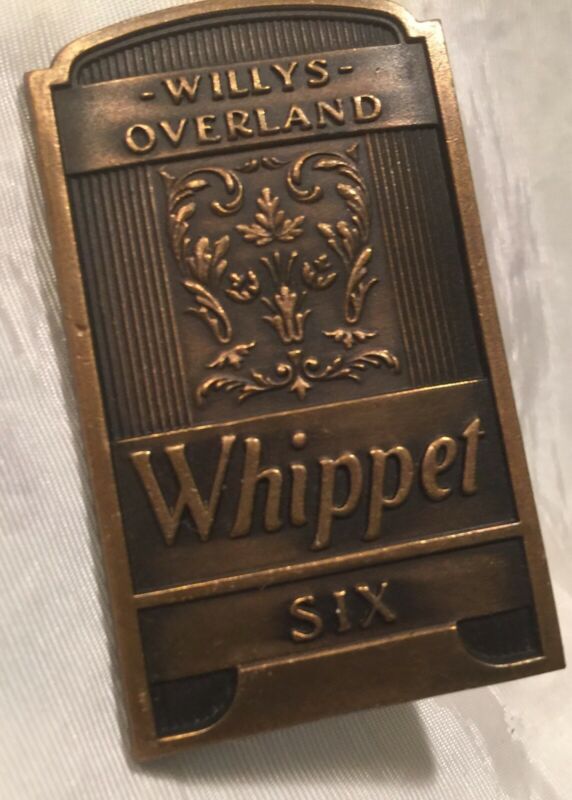 -WILLYS-
OVERLAND
Whippet
SIX